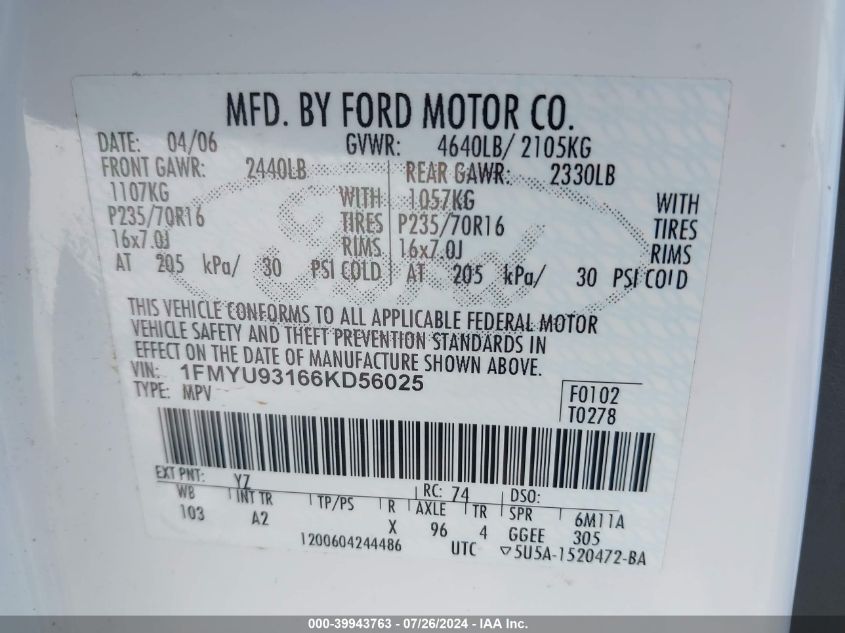 MFD. BY FORD MOTOR CO.
DATE: 04/06 GVWR: 4640LB/ 2105KG
FRONT GAWR: 2440LB REAR GAWR: 2330LB
1107KG WITH 1057KG WITH
P235/70R16 TIRES P235/70R16 TIRES
16x7.0J RIMS 16x7.0J RIMS
AT 205 kPa/ 30 PSI COLD AT 205 kPa/ 30 PSI COLD
THIS VEHICLE CONFORMS TO ALL APPLICABLE FEDERAL MOTOR
VEHICLE SAFETY AND THEFT PREVENTION STANDARDS IN
EFFECT ON THE DATE OF MANUFACTURE SHOWN ABOVE.
VIN: 1FMYU93166KD56025
TYPE: MPV
F0102
T0278
EXT PNT: YZ RC: 74 DSO:
WB INT TR TP/PS R AXLE TR SPR 6M11A
103 A2 X 96 4 GGEE 305
1200604244486 UTC ▽5U5A-1520472-BA
Ford
000-39943763 / 07/26/2024 - IAA Inc.